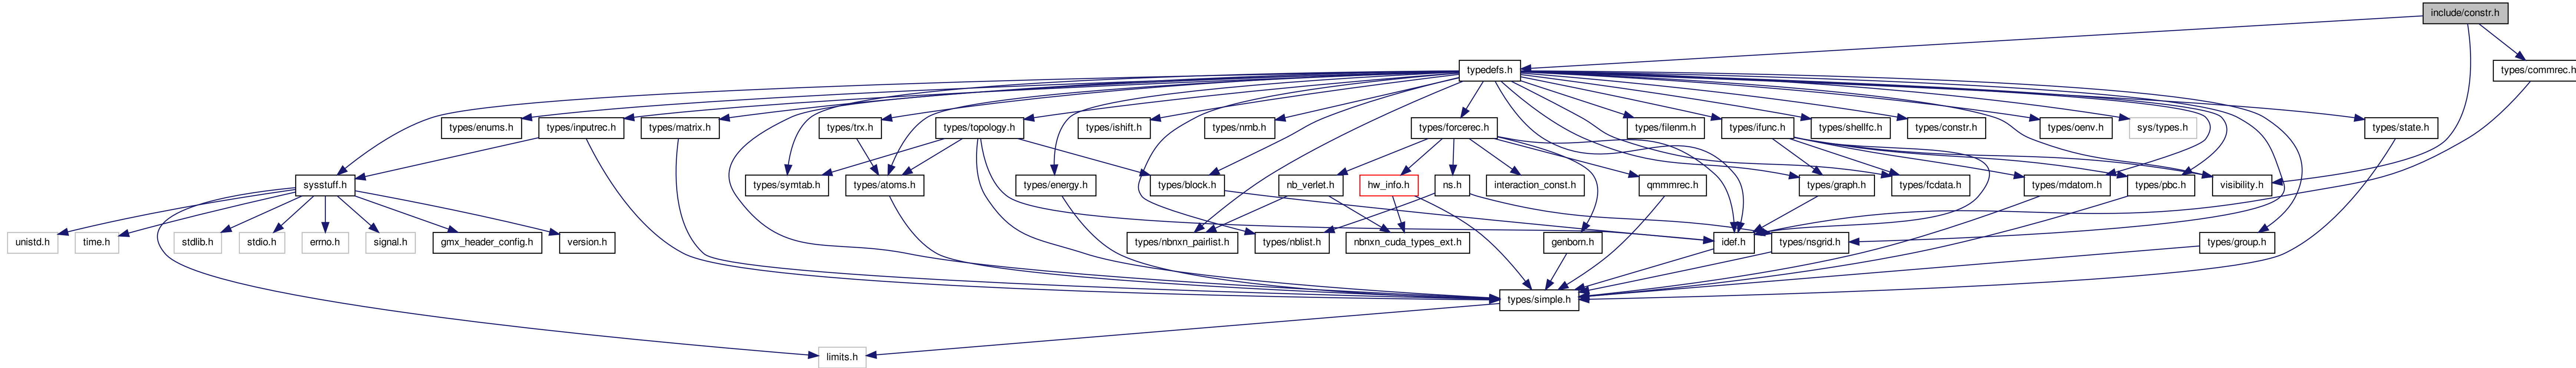 include/constr.h
typedefs.h
types/commrec.h
types/enums.h
types/inputrec.h
types/matrix.h
types/trx.h
types/topology.h
types/ishift.h
types/nrnb.h
types/forcerec.h
types/filenm.h
types/ifunc.h
types/shellfc.h
types/constr.h
types/oenv.h
sys/types.h
types/state.h
sysstuff.h
types/symtab.h
types/atoms.h
types/energy.h
types/block.h
nb_verlet.h
hw_info.h
ns.h
interaction_const.h
qmmmrec.h
types/graph.h
types/fcdata.h
types/mdatom.h
types/pbc.h
visibility.h
unistd.h
time.h
stdlib.h
stdio.h
errno.h
signal.h
gmx_header_config.h
version.h
types/nbnxn_pairlist.h
types/nblist.h
nbnxn_cuda_types_ext.h
genborn.h
idef.h
types/nsgrid.h
types/group.h
types/simple.h
limits.h